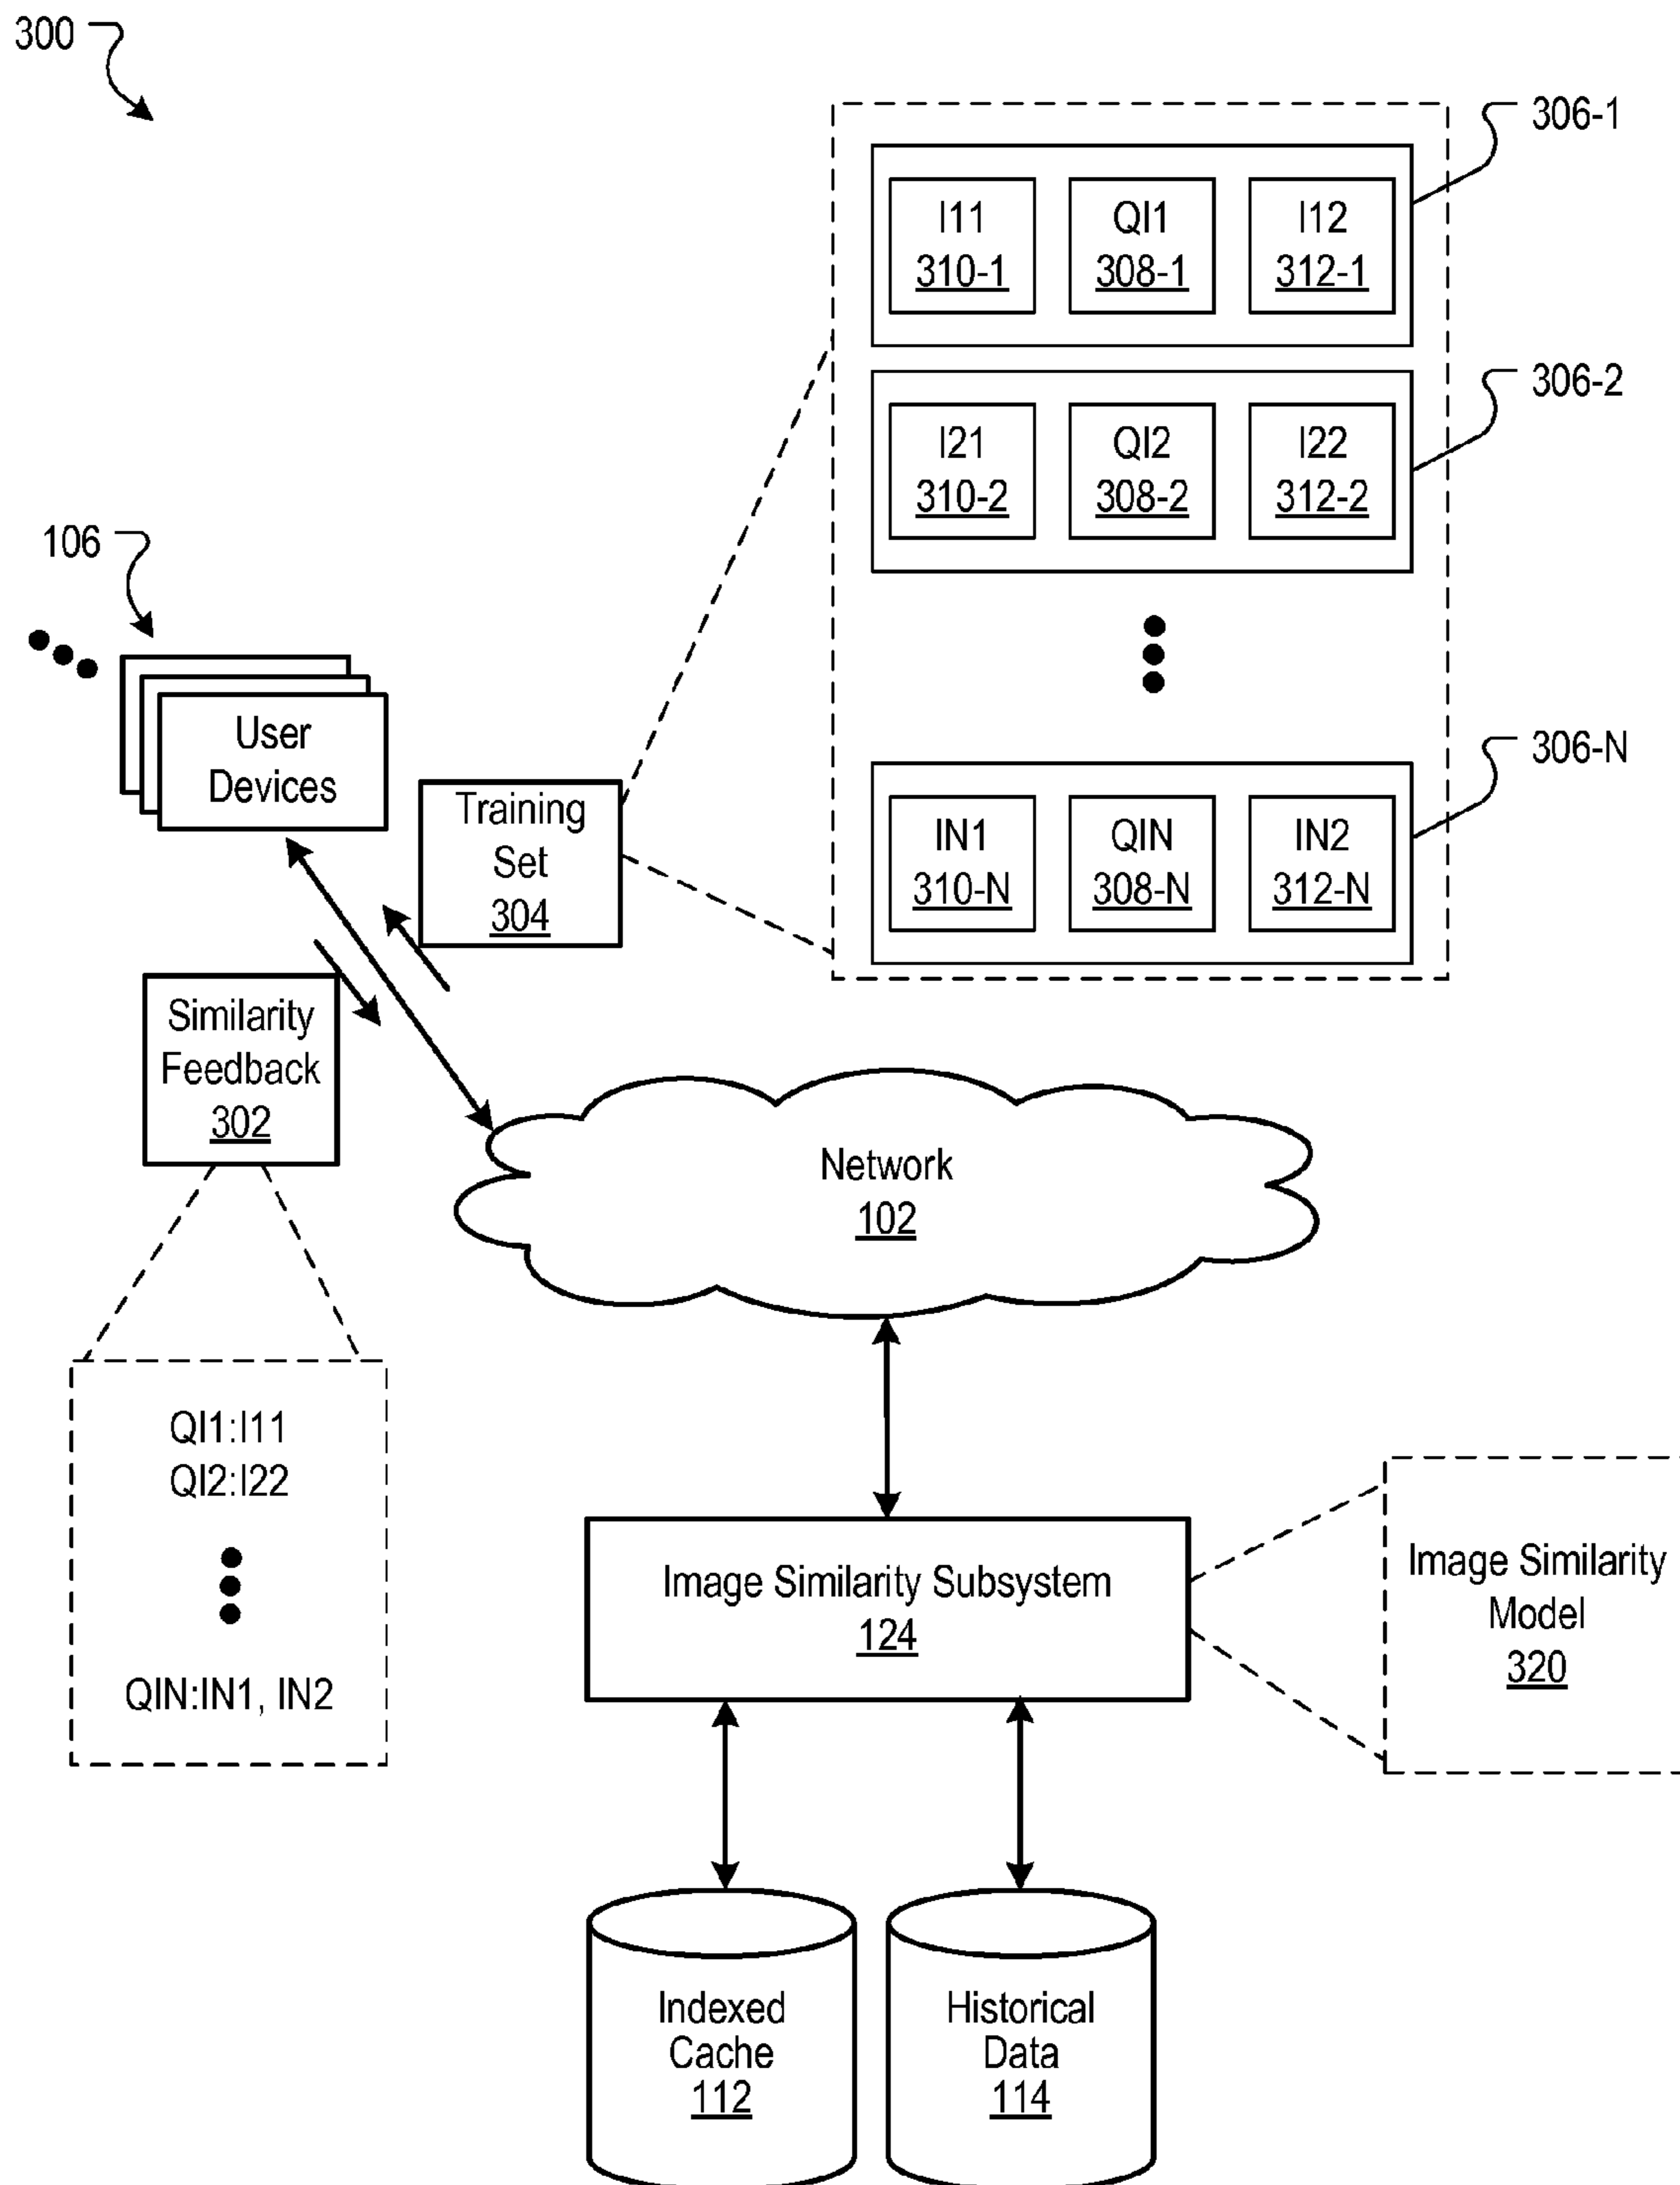 300
306-1
I11
310-1
QI1
308-1
I12
312-1
306-2
I21
310-2
QI2
308-2
I22
312-2
106
User
Devices
306-N
IN1
310-N
QIN
308-N
IN2
312-N
Training
Set
304
Similarity
Feedback
302
Network
102
QI1:I11
QI2:I22
QIN:IN1, IN2
Image Similarity Subsystem
124
Image Similarity
Model
320
Indexed
Cache
112
Historical
Data
114